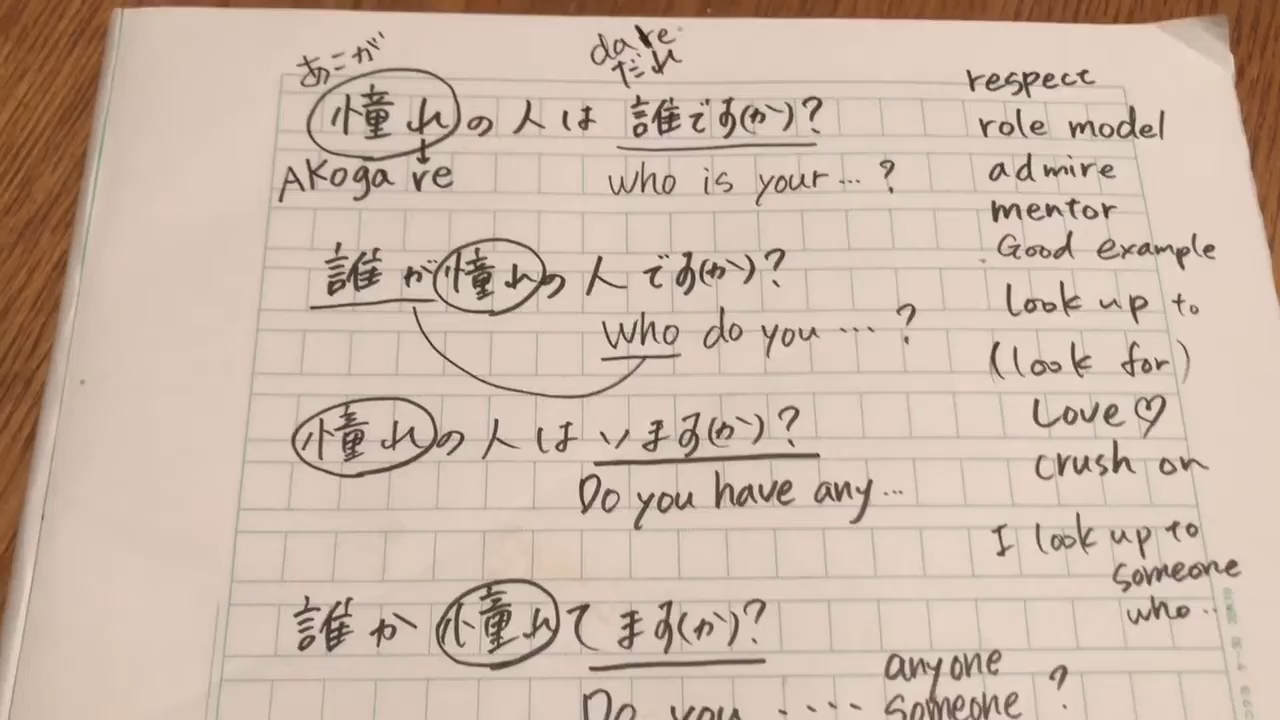 あこが
dare
だれ
憧れの人は 誰です(か)?
AKogare
who is your... ?
誰が憧れの人ですか(か)?
who do you ... ?
憧れの人は います(か)?
Do you have any...
誰か憧れてます(か)?
anyone
Do you .... someone ?
respect
role model
admire
mentor
Good example
look up to
(look for)
Love♡
crush on
I look up to
someone
who..